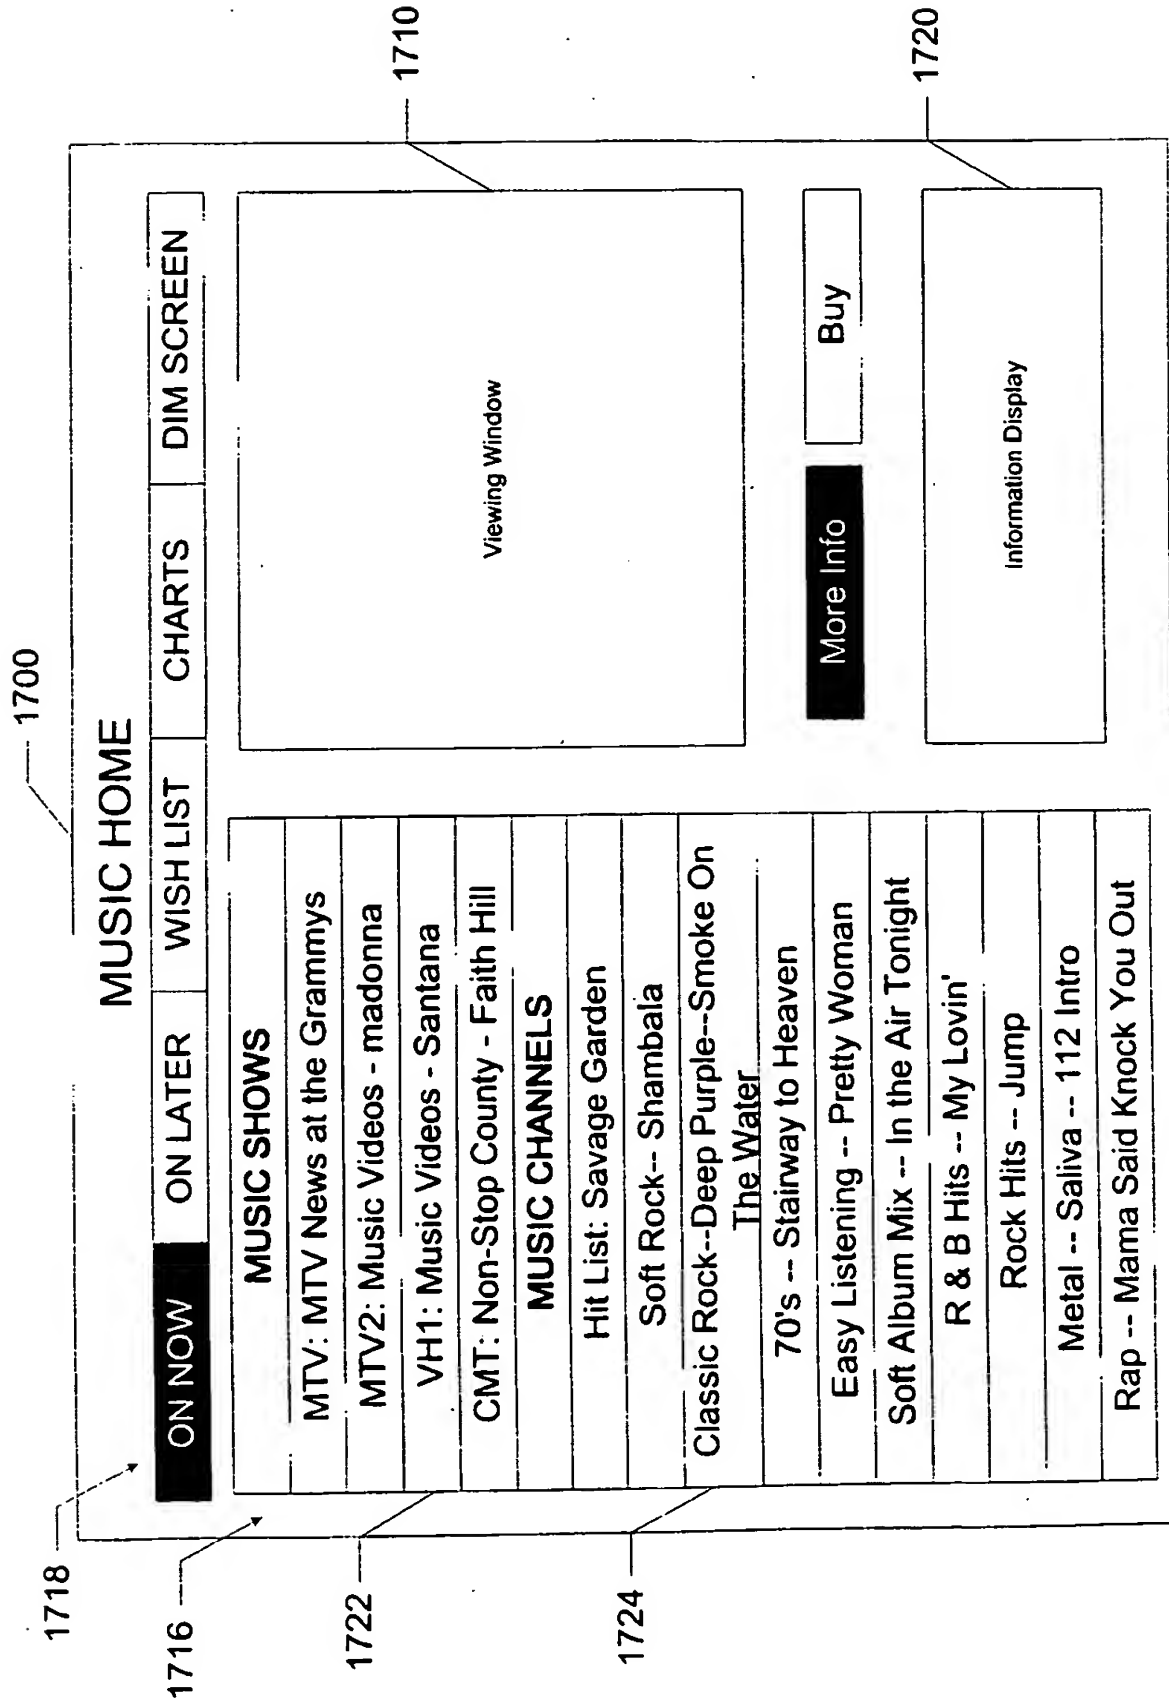 1700
MUSIC HOME
1718
ON NOW
ON LATER
WISH LIST
CHARTS
DIM SCREEN
1716
MUSIC SHOWS
MTV: MTV News at the Grammys
MTV2: Music Videos - madonna
VH1: Music Videos - Santana
CMT: Non-Stop County - Faith Hill
MUSIC CHANNELS
Hit List: Savage Garden
Soft Rock-- Shambala
Classic Rock--Deep Purple--Smoke On
The Water
70's -- Stairway to Heaven
Easy Listening -- Pretty Woman
Soft Album Mix -- In the Air Tonight
R & B Hits -- My Lovin'
Rock Hits -- Jump
Metal -- Saliva -- 112 Intro
Rap -- Mama Said Knock You Out
1722
1724
Viewing Window
1710
More Info
Buy
Information Display
1720